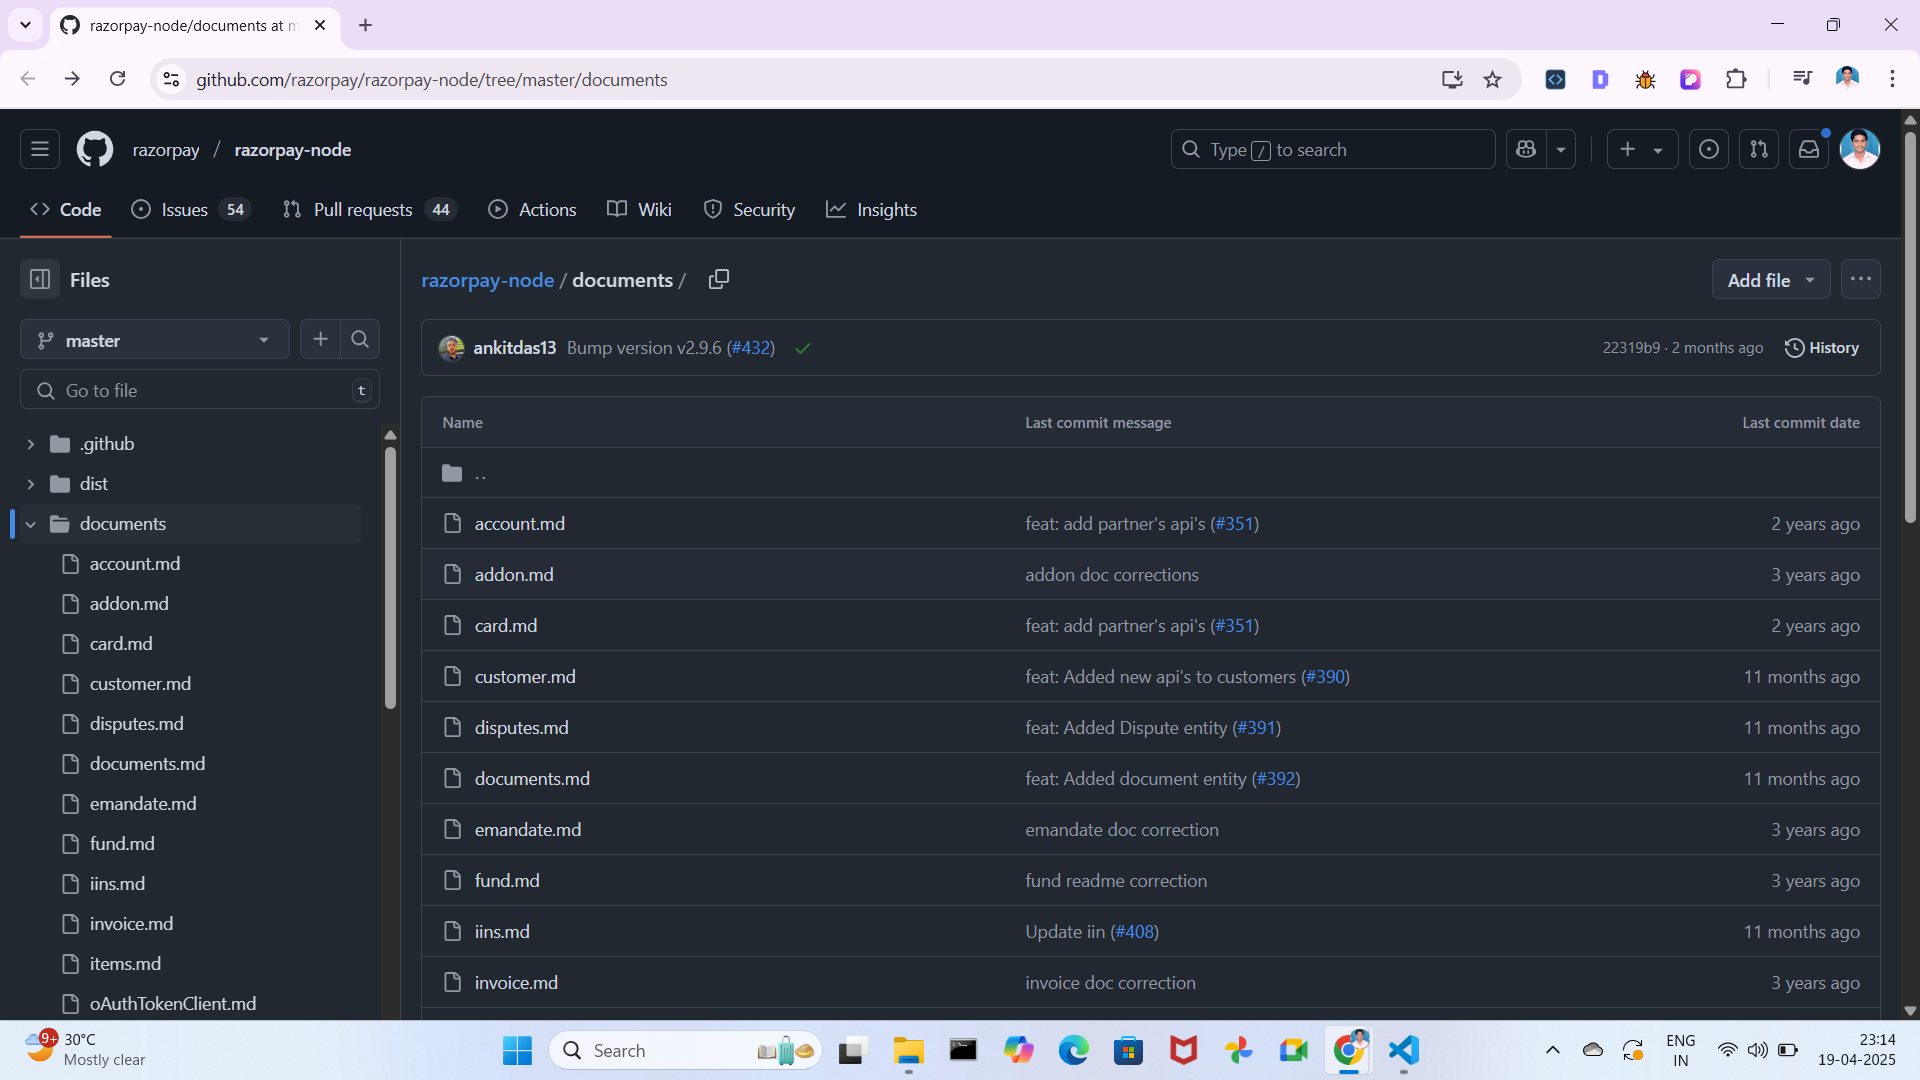 razorpay-node/documents at m
github.com/razorpay/razorpay-node/tree/master/documents
razorpay / razorpay-node
Type / to search
Code
Issues 54
Pull requests 44
Actions
Wiki
Security
Insights
Files
master
Go to file
t
.github
dist
documents
account.md
addon.md
card.md
customer.md
disputes.md
documents.md
emandate.md
fund.md
iins.md
invoice.md
items.md
oAuthTokenClient.md
razorpay-node / documents /
Add file
ankitdas13 Bump version v2.9.6 (#432)
22319b9 · 2 months ago
History
Name Last commit message Last commit date
..
account.md feat: add partner's api's (#351) 2 years ago
addon.md addon doc corrections 3 years ago
card.md feat: add partner's api's (#351) 2 years ago
customer.md feat: Added new api's to customers (#390) 11 months ago
disputes.md feat: Added Dispute entity (#391) 11 months ago
documents.md feat: Added document entity (#392) 11 months ago
emandate.md emandate doc correction 3 years ago
fund.md fund readme correction 3 years ago
iins.md Update iin (#408) 11 months ago
invoice.md invoice doc correction 3 years ago
9+
30°C
Mostly clear
Search
ENG
IN
23:14
19-04-2025